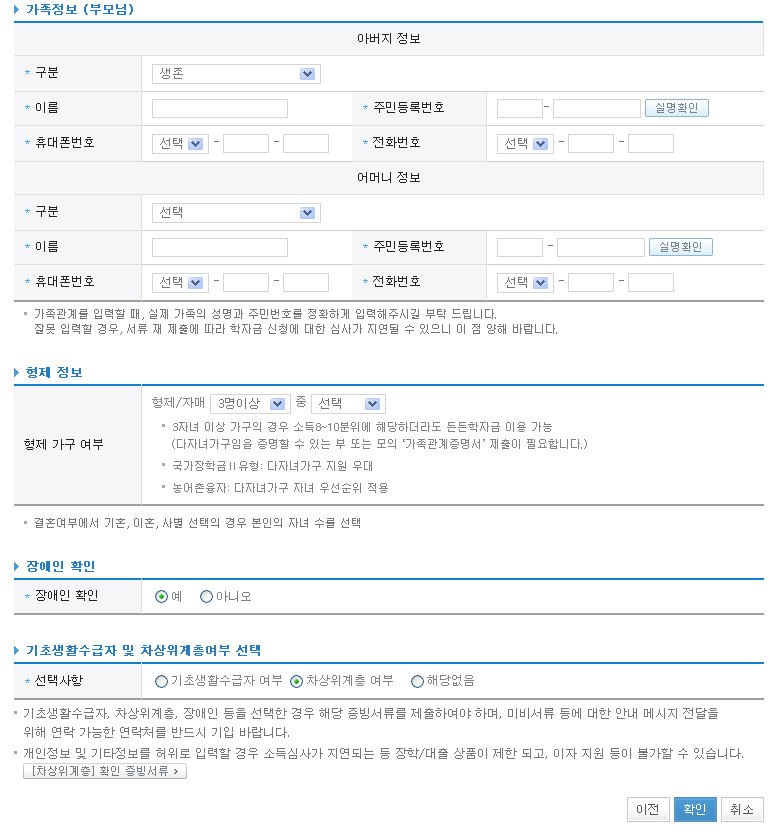 가족정보 (부모님)
아버지 정보
* 구분 생존
* 이름 * 주민등록번호 - 실명확인
* 휴대폰번호 선택 - - * 전화번호 선택 - -
어머니 정보
* 구분 선택
* 이름 * 주민등록번호 - 실명확인
* 휴대폰번호 선택 - - * 전화번호 선택 - -
가족관계를 입력할 때, 실제 가족의 성명과 주민번호를 정확하게 입력해주시길 부탁 드립니다.
잘못 입력할 경우, 서류 재 제출에 따라 학자금 신청에 대한 심사가 지연될 수 있으니 이 점 양해 바랍니다.
형제 정보
형제/자매 3명이상 중 선택
형제 가구 여부
3자녀 이상 가구의 경우 소득8~10분위에 해당하더라도 든든학자금 이용 가능
(다자녀가구임을 증명할 수 있는 부 또는 모의 '가족관계증명서' 제출이 필요합니다.)
국가장학금Ⅱ유형: 다자녀가구 지원 우대
농어촌융자: 다자녀가구 자녀 우선순위 적용
결혼여부에서 기혼, 이혼, 사별 선택의 경우 본인의 자녀 수를 선택
장애인 확인
* 장애인 확인 예 아니오
기초생활수급자 및 차상위계층여부 선택
* 선택사항 기초생활수급자 여부 차상위계층 여부 해당없음
기초생활수급자, 차상위계층, 장애인 등을 선택한 경우 해당 증빙서류를 제출하여야 하며, 미비서류 등에 대한 안내 메시지 전달을
위해 연락 가능한 연락처를 반드시 기입 바랍니다.
개인정보 및 기타정보를 허위로 입력할 경우 소득심사가 지연되는 등 장학/대출 상품이 제한 되고, 이자 지원 등이 불가할 수 있습니다.
[차상위계층] 확인 증빙서류 >
이전 확인 취소